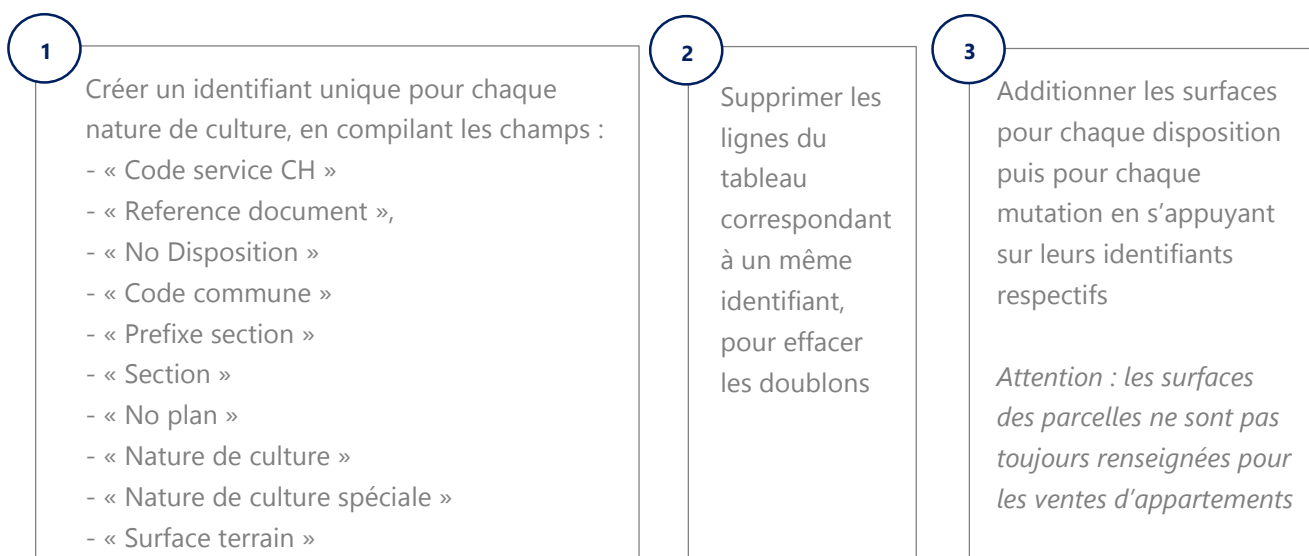 1
Créer un identifiant unique pour chaque
nature de culture, en compilant les champs :
- « Code service CH »
- « Reference document »,
- « No Disposition »
- « Code commune »
- « Prefixe section »
- « Section »
- « No plan »
- « Nature de culture »
- « Nature de culture spéciale »
- « Surface terrain »
2
Supprimer les
lignes du
tableau
correspondant
à un même
identifiant,
pour effacer
les doublons
3
Additionner les surfaces
pour chaque disposition
puis pour chaque
mutation en s’appuyant
sur leurs identifiants
respectifs
Attention : les surfaces
des parcelles ne sont pas
toujours renseignées pour
les ventes d’appartements